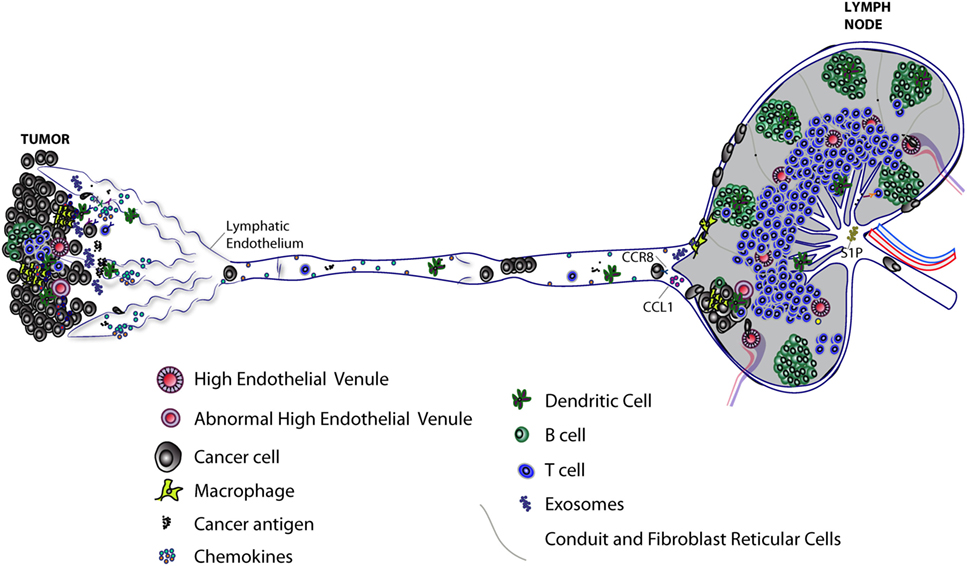 LYMPH
NODE
TUMOR
Lymphatic
Endothelium
CCR8
S1P
CCL1
High Endothelial Venule
Abnormal High Endothelial Venule
Cancer cell
Macrophage
Cancer antigen
Chemokines
Dendritic Cell
B cell
T cell
Exosomes
Conduit and Fibroblast Reticular Cells